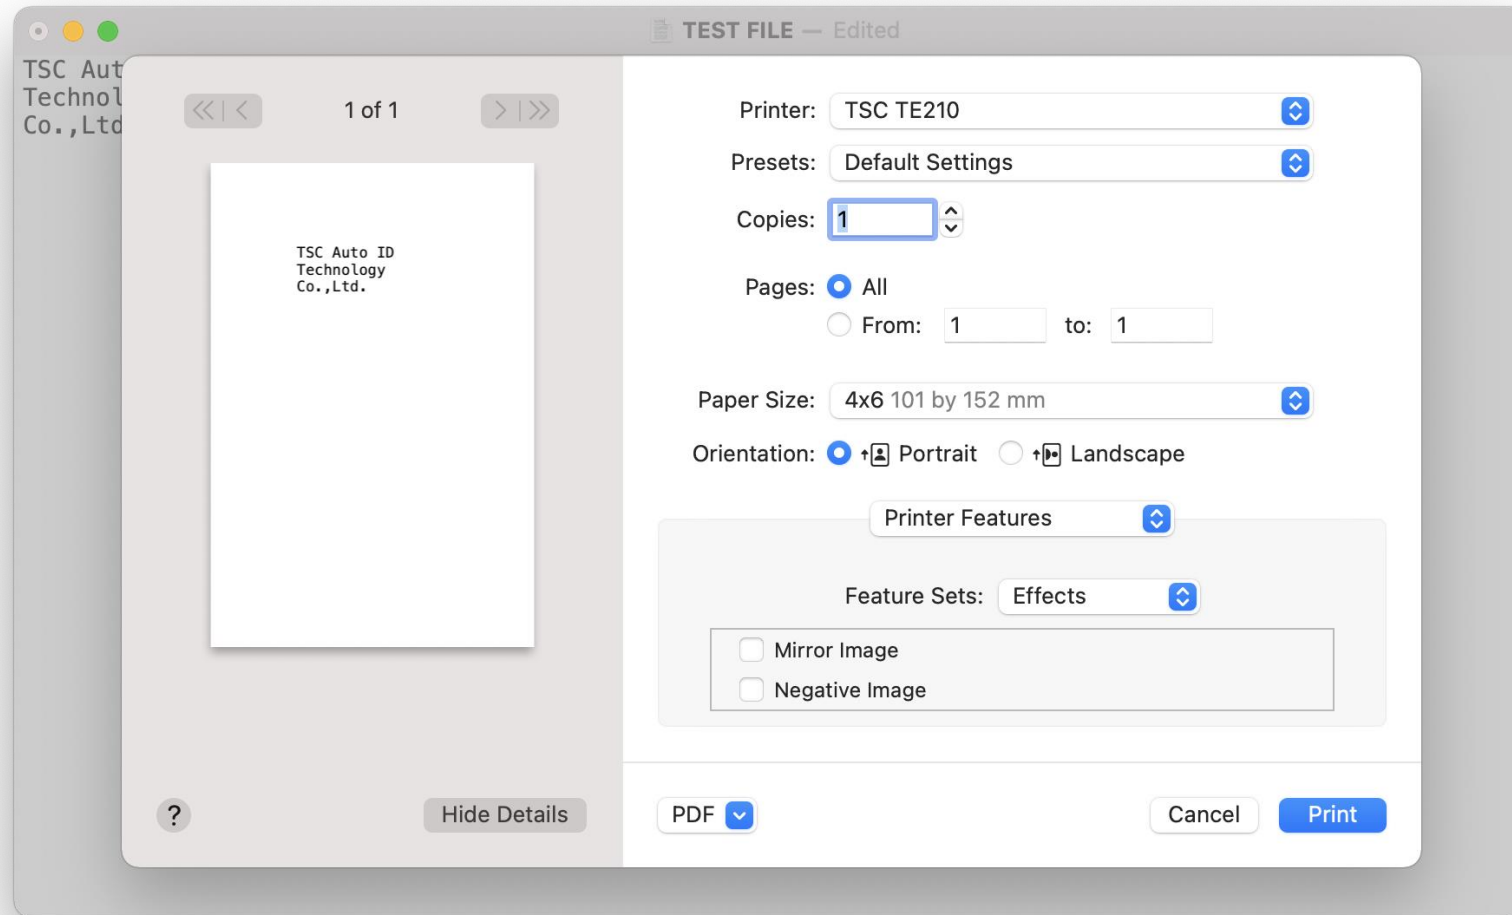 TEST FILE — Edited
TSC Aut
Technol
Co.,Ltd
1 of 1
TSC Auto ID
Technology
Co.,Ltd.
Printer: TSC TE210
Presets: Default Settings
Copies: 1
Pages: All
From: 1 to: 1
Paper Size: 4x6 101 by 152 mm
Orientation: Portrait Landscape
Printer Features
Feature Sets: Effects
Mirror Image
Negative Image
? Hide Details PDF Cancel Print